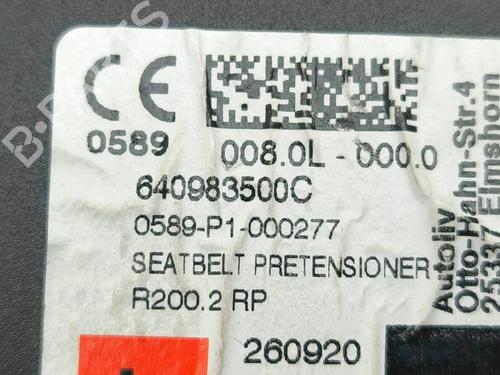 CE
0589
008.0L - 000.0
640983500C
0589-P1-000277
SEATBELT PRETENSIONER
R200.2 RP
260920
Autoliv
Otto-Hahn-Str.4
25337 Elmshorn